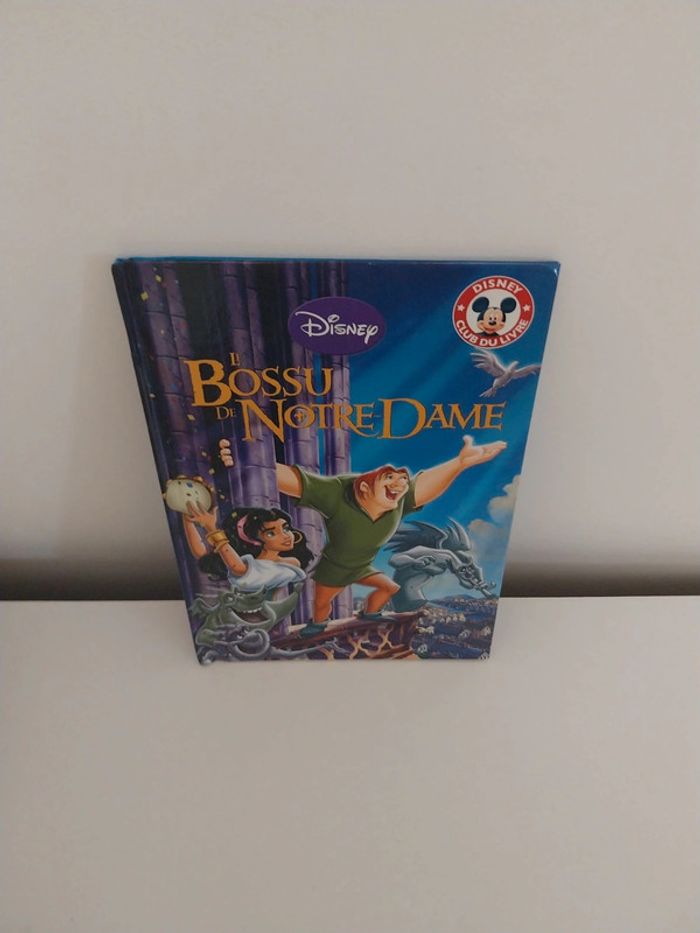 Disney
DISNEY
CLUB DU LIVRE
LE
BOSSU
DE NOTRE-DAME